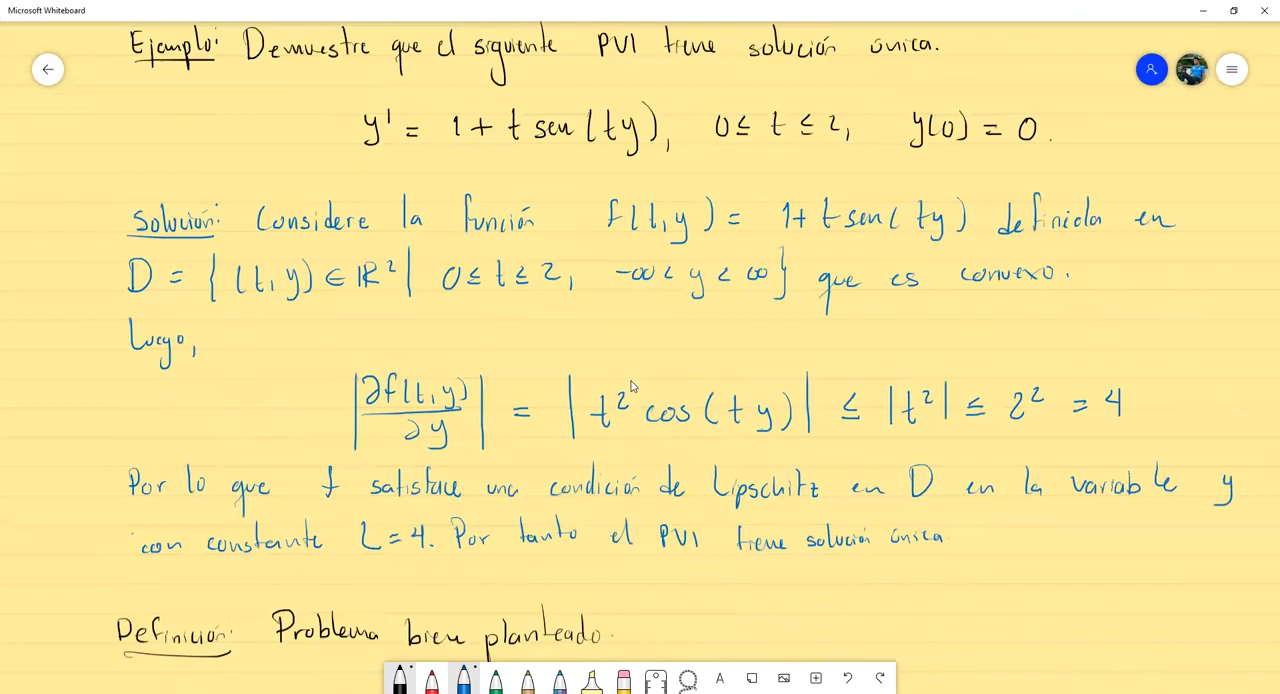 Microsoft Whiteboard
Ejemplo: Demuestre que el siguiente PVI tiene solución única.
y' = 1 + t sen(ty), 0 ≤ t ≤ 2, y(0) = 0.
Solución: Considere la función f(t,y) = 1+ t sen(ty) definida en
D = { (t,y) ∈ ℝ² | 0 ≤ t ≤ 2, -∞ < y < ∞ } que es convexo.
Luego,
|∂f(t,y)/∂y| = |t² cos(ty)| ≤ |t²| ≤ 2² = 4
Por lo que f satisface una condición de Lipschitz en D en la variable y
con constante L = 4. Por tanto el PVI tiene solución única
Definición: Problema bien planteado.
A